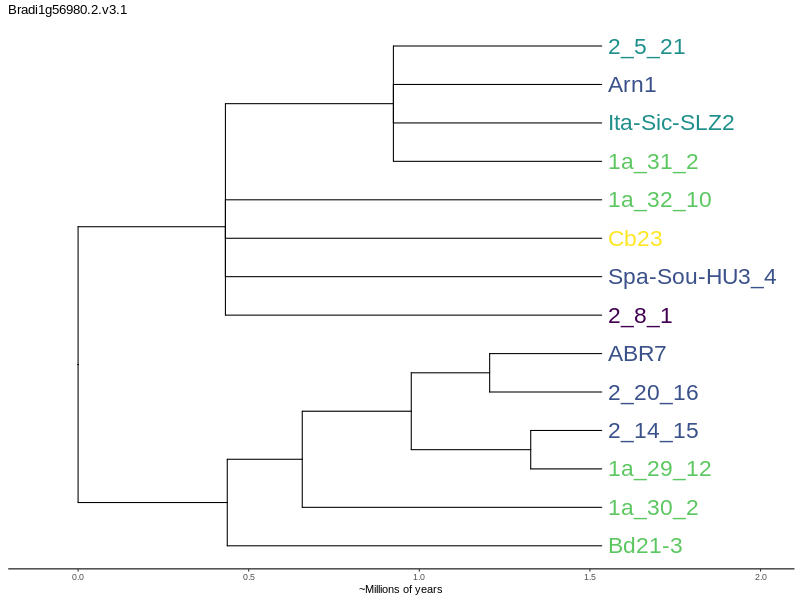 Bradi1g56980.2.v3.1
2_5_21
Arn1
Ita-Sic-SLZ2
1a_31_2
1a_32_10
Cb23
Spa-Sou-HU3_4
2_8_1
ABR7
2_20_16
2_14_15
1a_29_12
1a_30_2
Bd21-3
0.0 0.5 1.0 1.5 2.0
~Millions of years